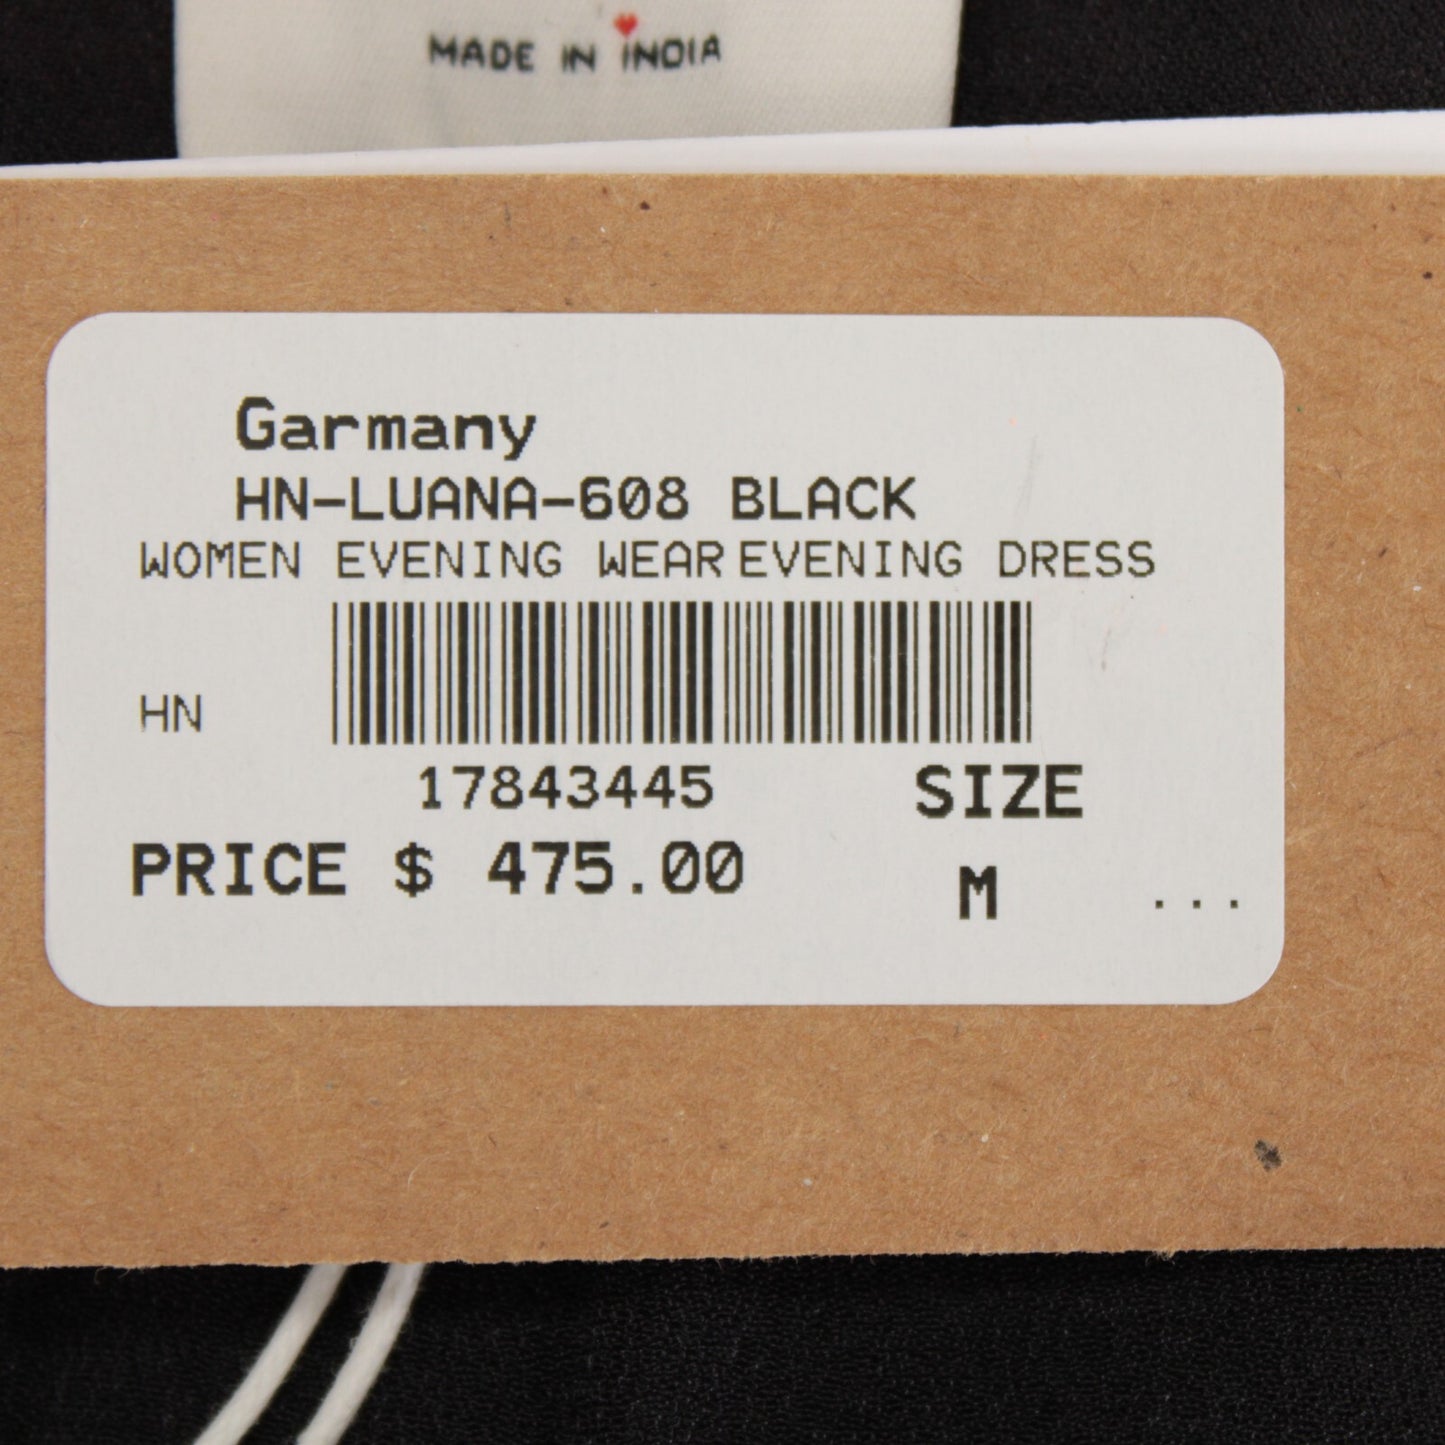 MADE IN INDIA
Garmany
HN-LUANA-608 BLACK
WOMEN EVENING WEAR EVENING DRESS
HN
17843445
SIZE
PRICE $ 475.00
M ...